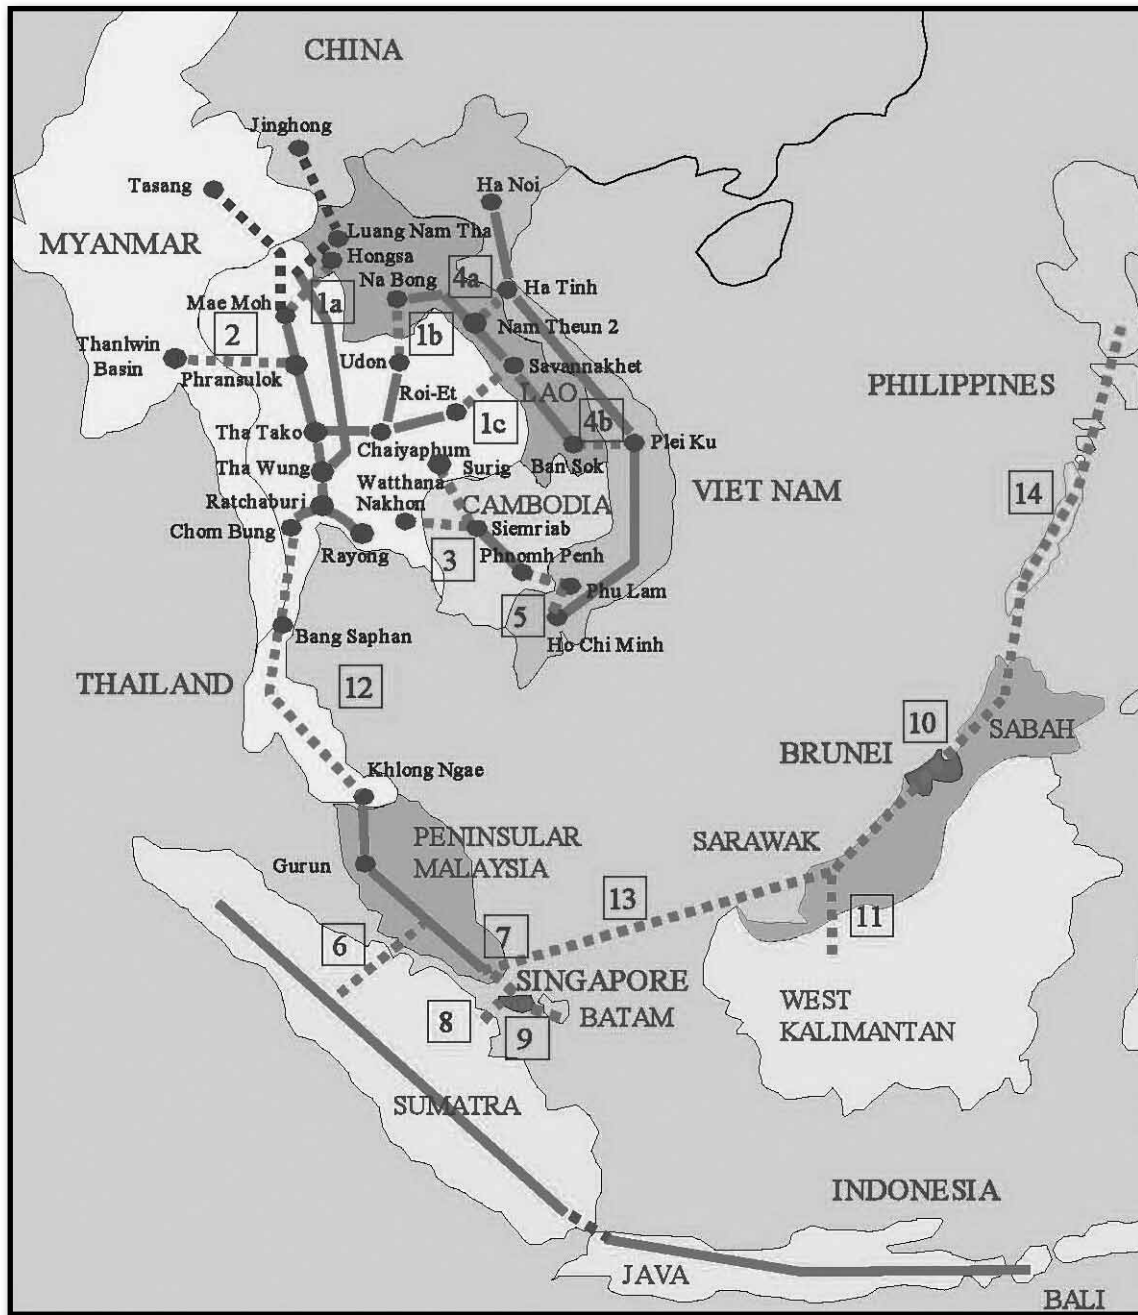 CHINA
Jinghong
Tasang
Ha Noi
MYANMAR
Luang Nam Tha
Hongsa
Na Bong
4a
Ha Tinh
Mae Moh
1a
2
1b
Nam Theun 2
Thanlwin
Basin
Phransulok
Udon
Savannakhet
PHILIPPINES
Roi-Et
LAO
1c
4b
Tha Tako
Chaiyaphum
Plei Ku
Ban Sok
Tha Wung
Surig
Watthana
Nakhon
VIET NAM
14
Ratchaburi
CAMBODIA
Chom Bung
Siemriab
Rayong
3
Phnomh Penh
Phu Lam
5
Bang Saphan
Ho Chi Minh
THAILAND
12
10
SABAH
BRUNEI
Khlong Ngae
PENINSULAR
MALAYSIA
SARAWAK
Gurun
13
11
6
7
SINGAPORE
WEST
KALIMANTAN
8
BATAM
9
SUMATRA
INDONESIA
JAVA
BALI